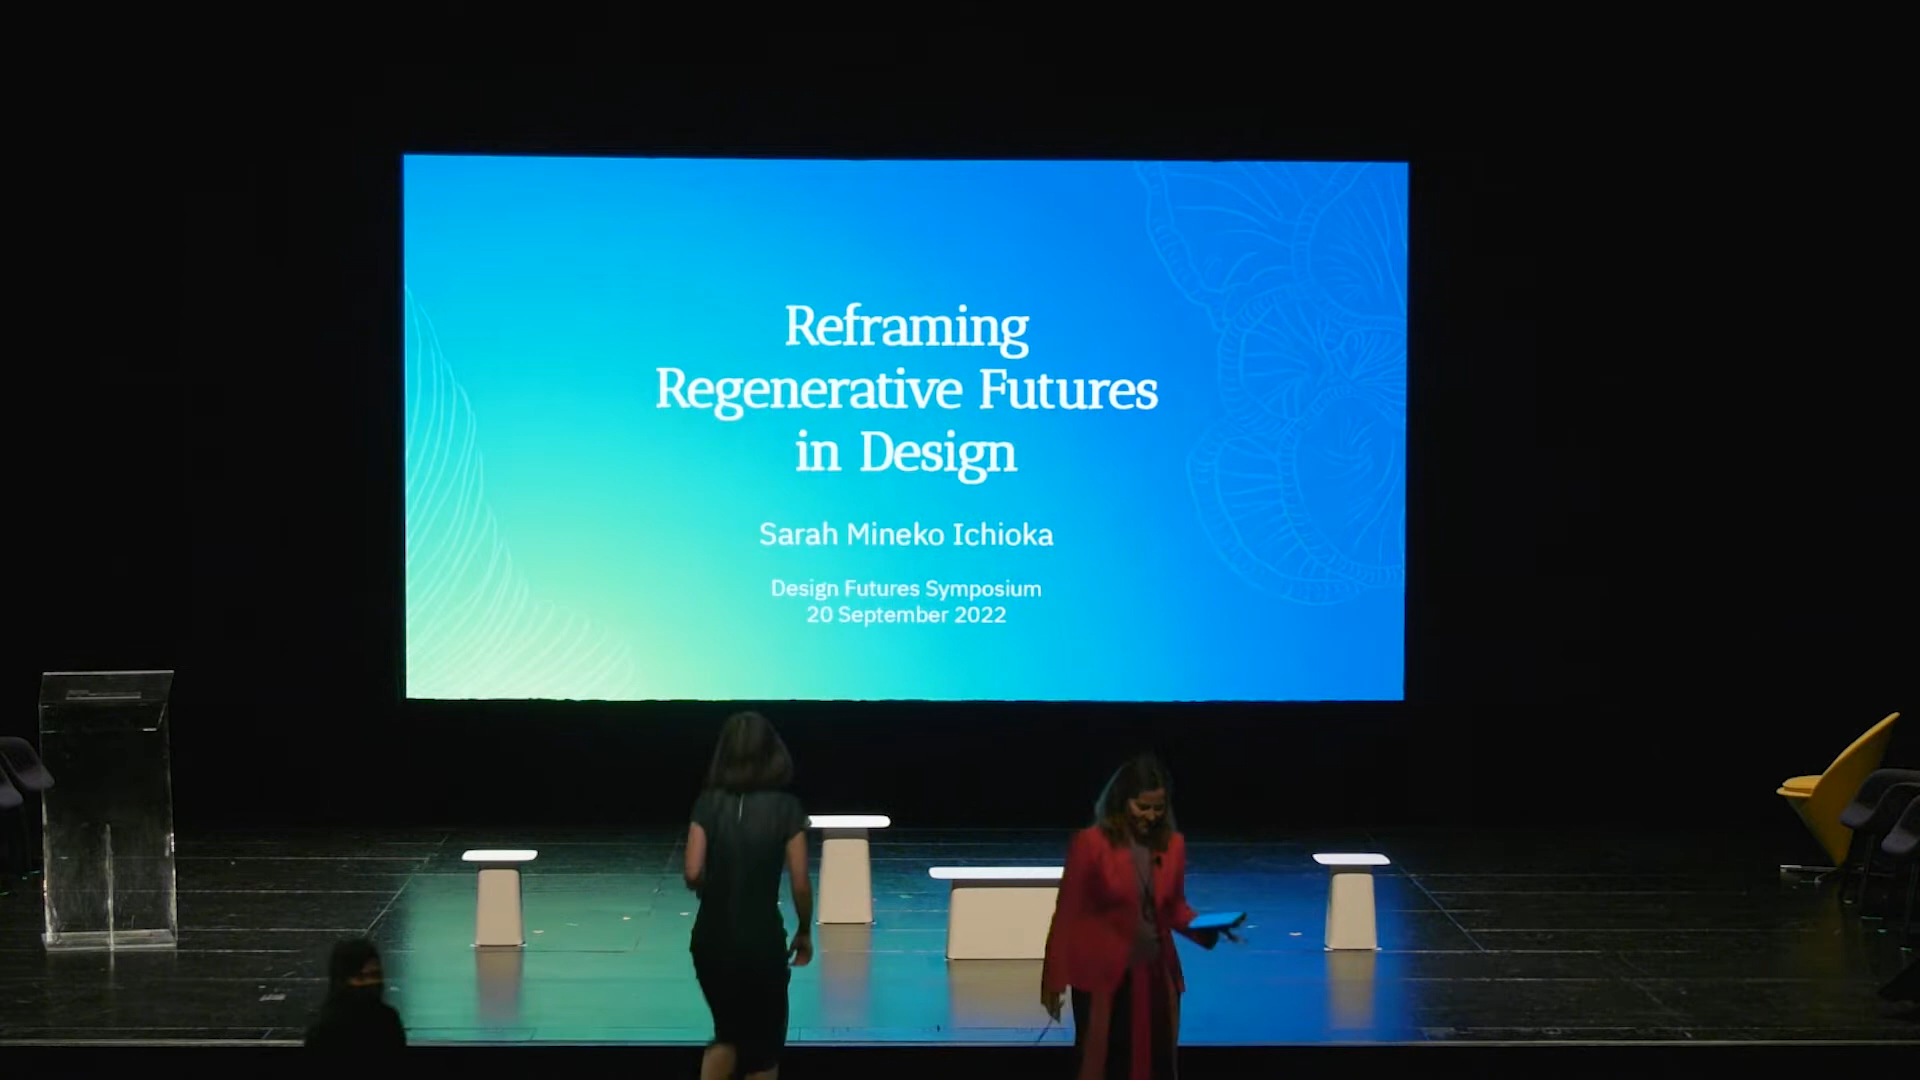 Reframing
Regenerative Futures
in Design
Sarah Mineko Ichioka
Design Futures Symposium
20 September 2022